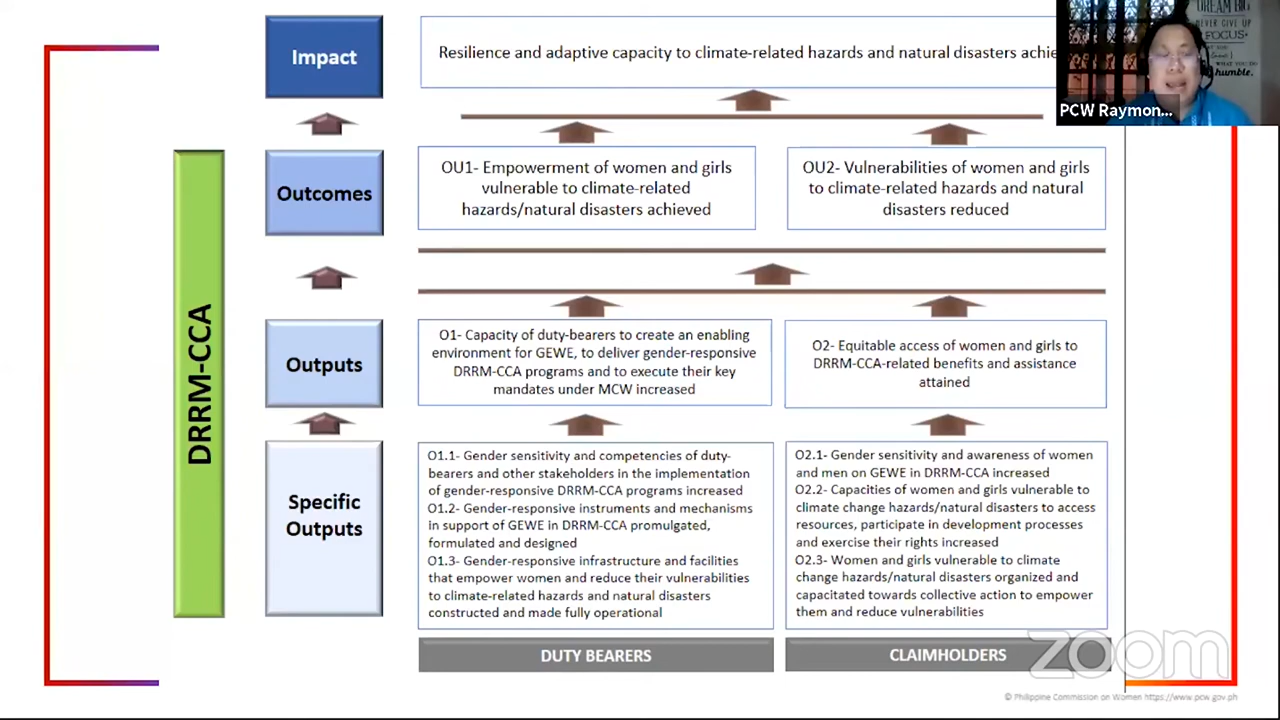 Impact
Resilience and adaptive capacity to climate-related hazards and natural disasters achie
DREAM BIG
NEVER GIVE UP
FOCUS
humble.
PCW Raymon...
DRRM-CCA
Outcomes
OU1- Empowerment of women and girls
vulnerable to climate-related
hazards/natural disasters achieved
OU2- Vulnerabilities of women and girls
to climate-related hazards and natural
disasters reduced
Outputs
O1- Capacity of duty-bearers to create an enabling
environment for GEWE, to deliver gender-responsive
DRRM-CCA programs and to execute their key
mandates under MCW increased
O2- Equitable access of women and girls to
DRRM-CCA-related benefits and assistance
attained
Specific
Outputs
O1.1- Gender sensitivity and competencies of duty-
bearers and other stakeholders in the implementation
of gender-responsive DRRM-CCA programs increased
O1.2- Gender-responsive instruments and mechanisms
in support of GEWE in DRRM-CCA promulgated,
formulated and designed
O1.3- Gender-responsive infrastructure and facilities
that empower women and reduce their vulnerabilities
to climate-related hazards and natural disasters
constructed and made fully operational
O2.1- Gender sensitivity and awareness of women
and men on GEWE in DRRM-CCA increased
O2.2- Capacities of women and girls vulnerable to
climate change hazards/natural disasters to access
resources, participate in development processes
and exercise their rights increased
O2.3- Women and girls vulnerable to climate
change hazards/natural disasters organized and
capacitated towards collective action to empower
them and reduce vulnerabilities
DUTY BEARERS
CLAIMHOLDERS
zoom
© Philippine Commission on Women https://www.pcw.gov.ph